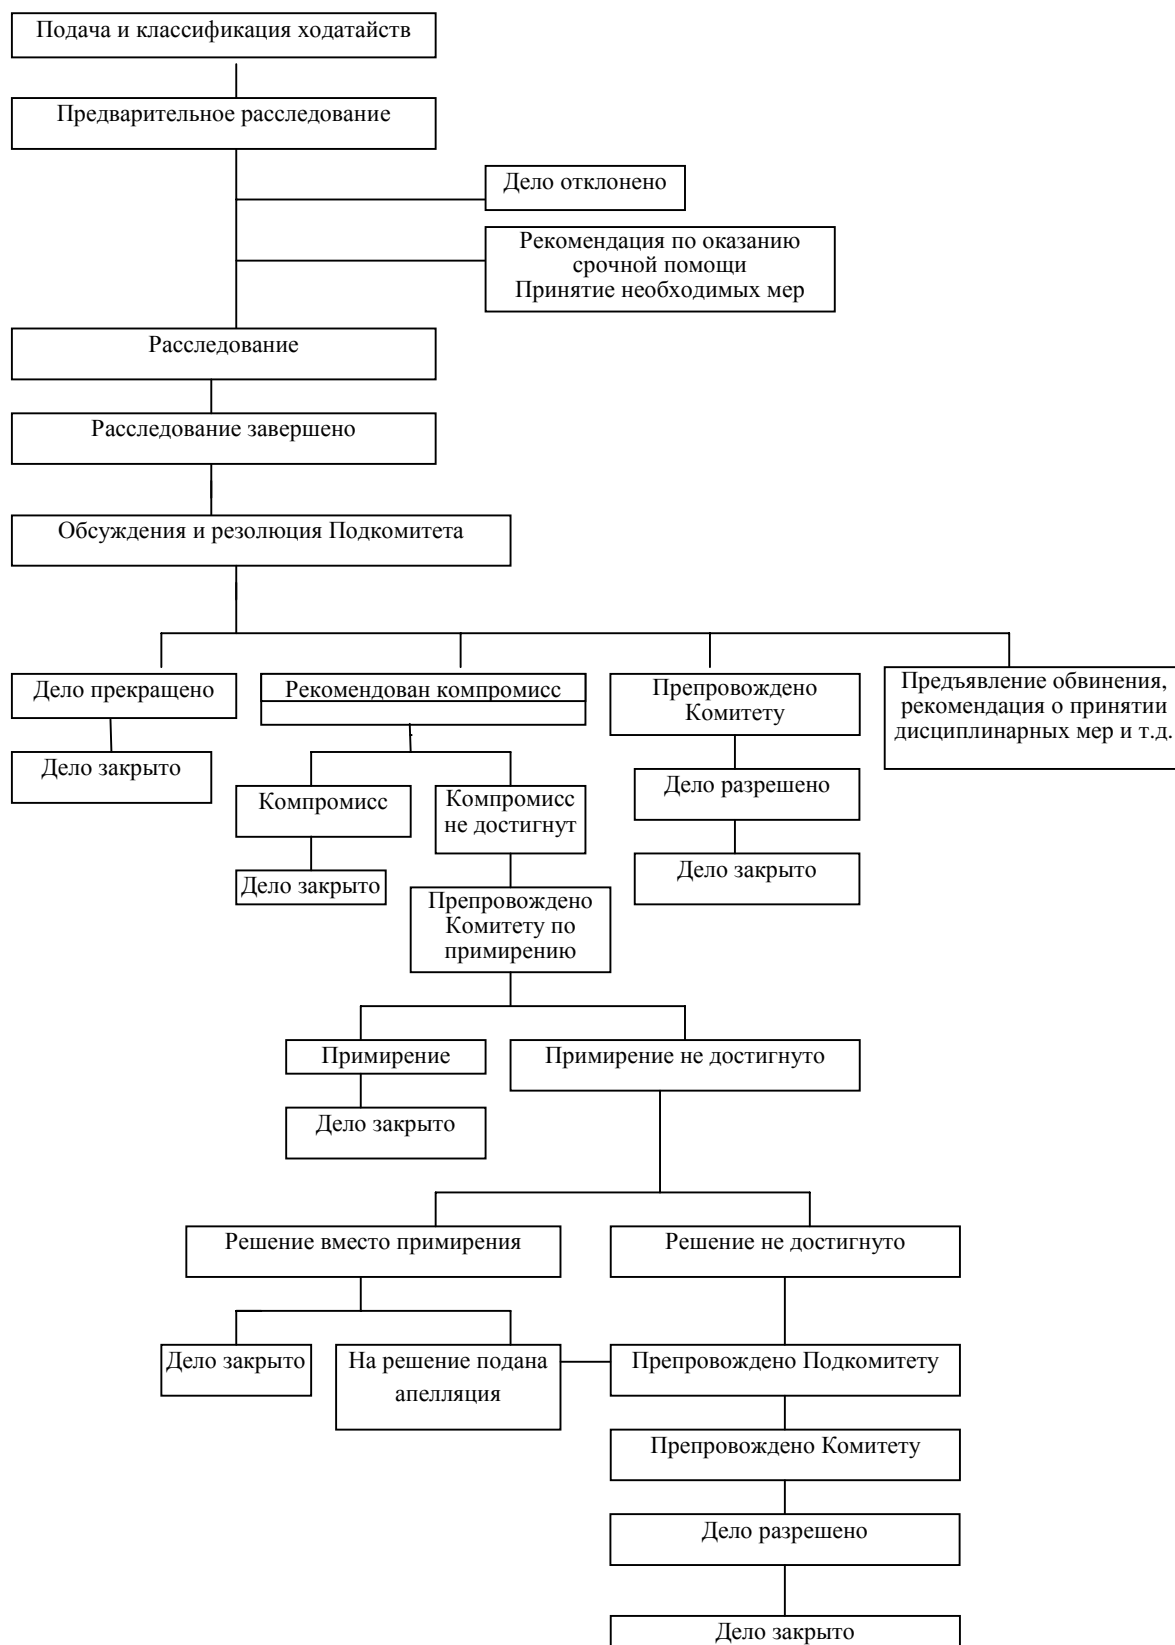 Подача и классификация ходатайств
Предварительное расследование
Дело отклонено
Рекомендация по оказанию
срочной помощи
Принятие необходимых мер
Расследование
Расследование завершено
Обсуждения и резолюция Подкомитета
Дело прекращено
Дело закрыто
Рекомендован компромисс
Препровождено
Комитету
Предъявление обвинения,
рекомендация о принятии
дисциплинарных мер и т.д.
Компромисс
Дело закрыто
Компромисс
не достигнут
Дело разрешено
Дело закрыто
Препровождено
Комитету по
примирению
Примирение
Дело закрыто
Примирение не достигнуто
Решение вместо примирения
Решение не достигнуто
Дело закрыто
На решение подана
апелляция
Препровождено Подкомитету
Препровождено Комитету
Дело разрешено
Дело закрыто